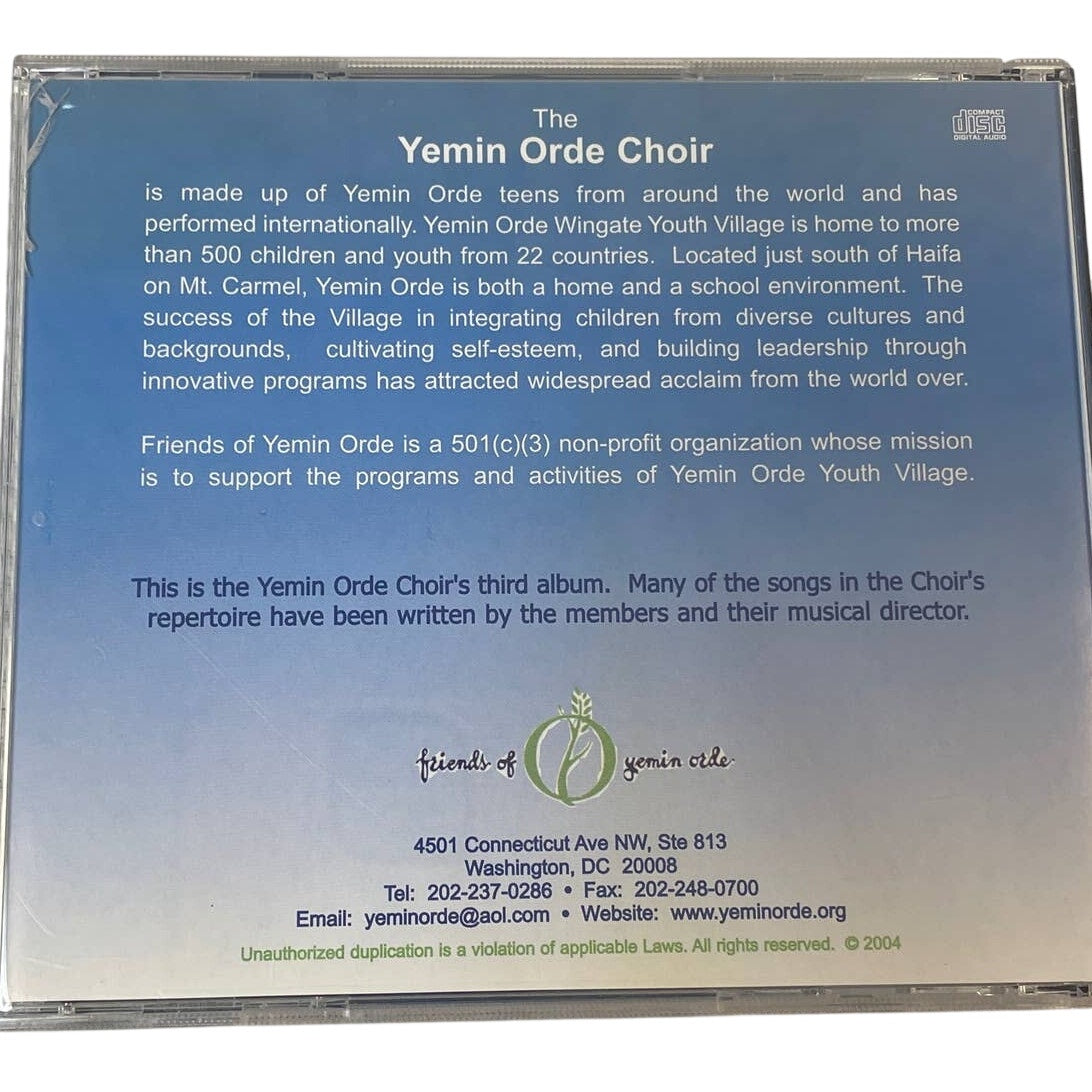 The
Yemin Orde Choir
COMPACT
disc
DIGITAL AUDIO
is made up of Yemin Orde teens from around the world and has
performed internationally. Yemin Orde Wingate Youth Village is home to more
than 500 children and youth from 22 countries. Located just south of Haifa
on Mt. Carmel, Yemin Orde is both a home and a school environment. The
success of the Village in integrating children from diverse cultures and
backgrounds, cultivating self-esteem, and building leadership through
innovative programs has attracted widespread acclaim from the world over.
Friends of Yemin Orde is a 501(c)(3) non-profit organization whose mission
is to support the programs and activities of Yemin Orde Youth Village.
This is the Yemin Orde Choir's third album. Many of the songs in the Choir's
repertoire have been written by the members and their musical director.
friends of yemin orde
4501 Connecticut Ave NW, Ste 813
Washington, DC 20008
Tel: 202-237-0286 • Fax: 202-248-0700
Email: yeminorde@aol.com • Website: www.yeminorde.org
Unauthorized duplication is a violation of applicable Laws. All rights reserved. © 2004